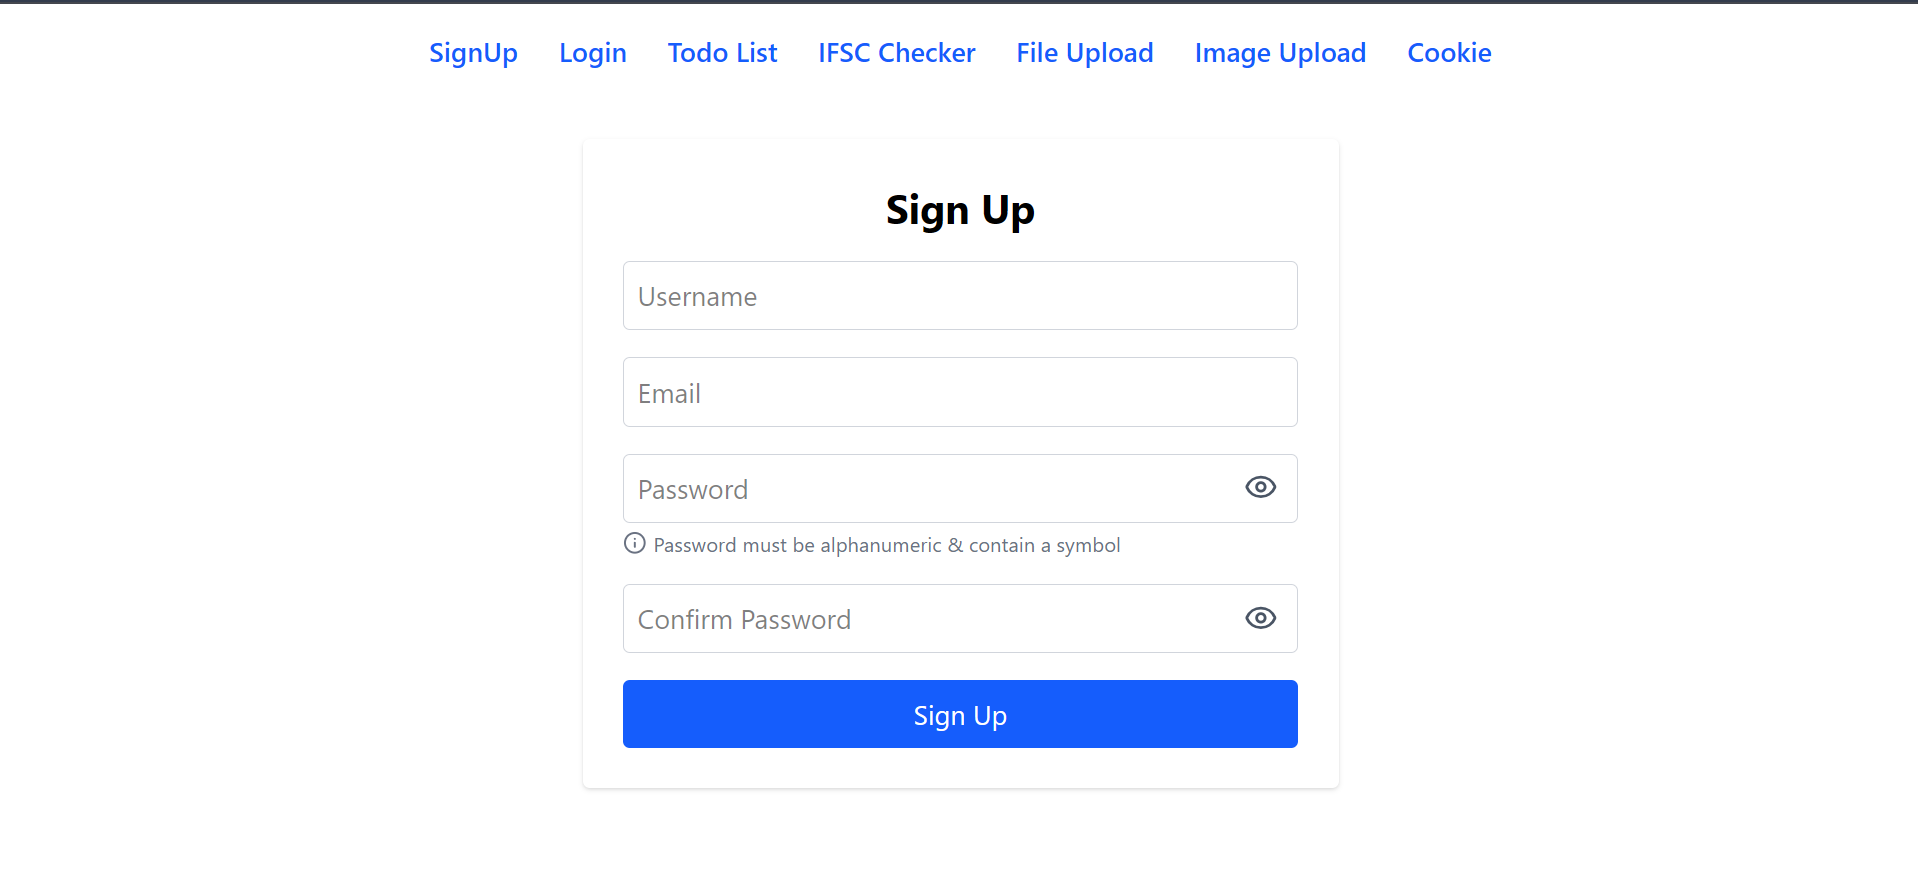 SignUp Login Todo List IFSC Checker File Upload Image Upload Cookie
Sign Up
Username
Email
Password
Password must be alphanumeric & contain a symbol
Confirm Password
Sign Up